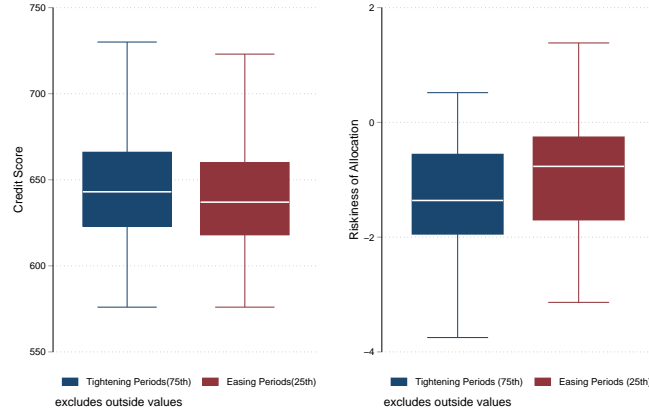 750
700
650
600
550
Credit Score
Tightening Periods(75th) Easing Periods(25th)
excludes outside values
2
0
−2
−4
Riskiness of Allocation
Tightening Periods (75th) Easing Periods (25th)
excludes outside values